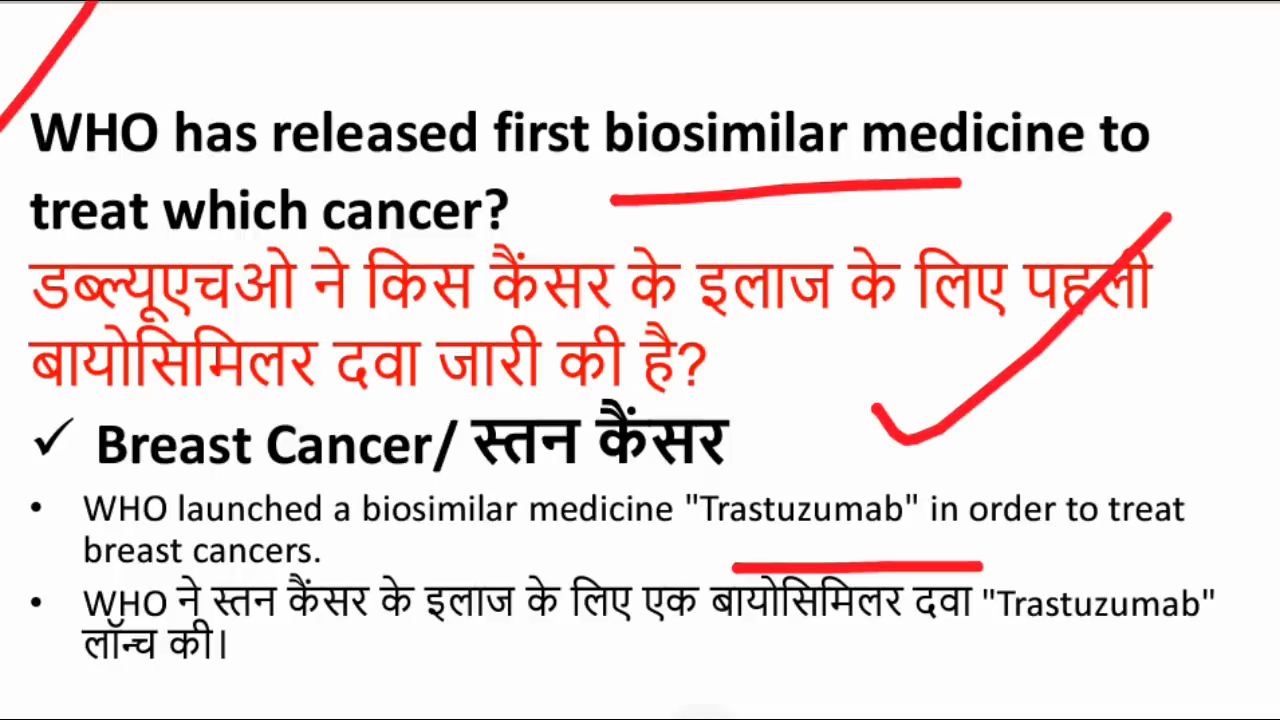 WHO has released first biosimilar medicine to
treat which cancer?
डब्ल्यूएचओ ने किस कैंसर के इलाज के लिए पहली
बायोसिमिलर दवा जारी की है?
✓ Breast Cancer/ स्तन कैंसर
• WHO launched a biosimilar medicine "Trastuzumab" in order to treat
breast cancers.
• WHO ने स्तन कैंसर के इलाज के लिए एक बायोसिमिलर दवा "Trastuzumab"
लॉन्च की।